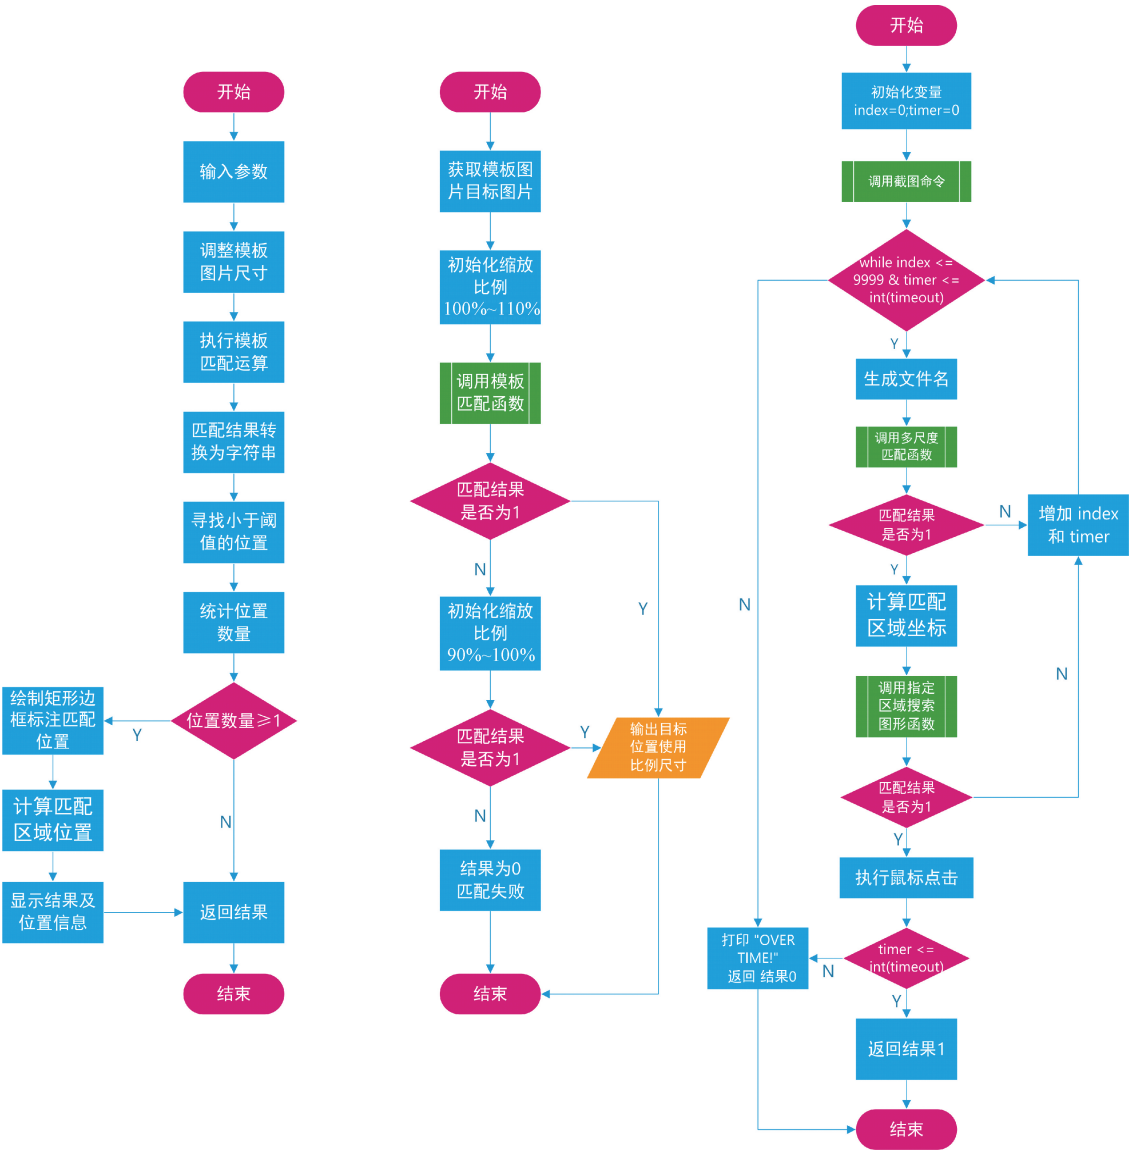 开始
输入参数
调整模板
图片尺寸
执行模板
匹配运算
匹配结果转
换为字符串
寻找小于阈
值的位置
统计位置
数量
位置数量≥1
Y
N
绘制矩形边
框标注匹配
位置
计算匹配
区域位置
显示结果及
位置信息
返回结果
结束
开始
获取模板图
片目标图片
初始化缩放
比例
100%~110%
调用模板
匹配函数
匹配结果
是否为1
N
Y
初始化缩放
比例
90%~100%
匹配结果
是否为1
Y
N
输出目标
位置使用
比例尺寸
结果为0
匹配失败
结束
开始
初始化变量
index=0;timer=0
调用截图命令
while index <=
9999 & timer <=
int(timeout)
Y
N
生成文件名
调用多尺度
匹配函数
匹配结果
是否为1
N
Y
增加 index
和 timer
计算匹配
区域坐标
调用指定
区域搜索
图形函数
匹配结果
是否为1
N
Y
执行鼠标点击
timer <=
int(timeout)
N
Y
打印 "OVER
TIME!"
返回 结果0
返回结果1
结束